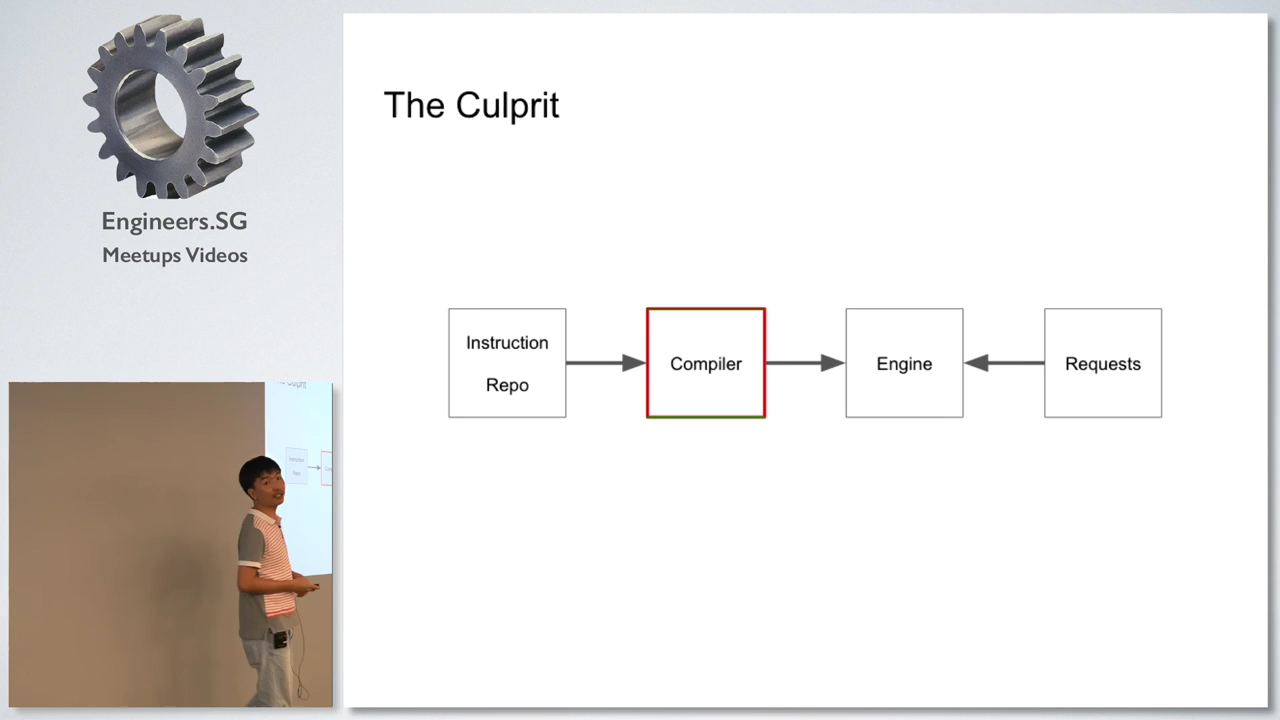 Engineers.SG
Meetups Videos
The Culprit
Instruction
Repo
Compiler
Engine
Requests